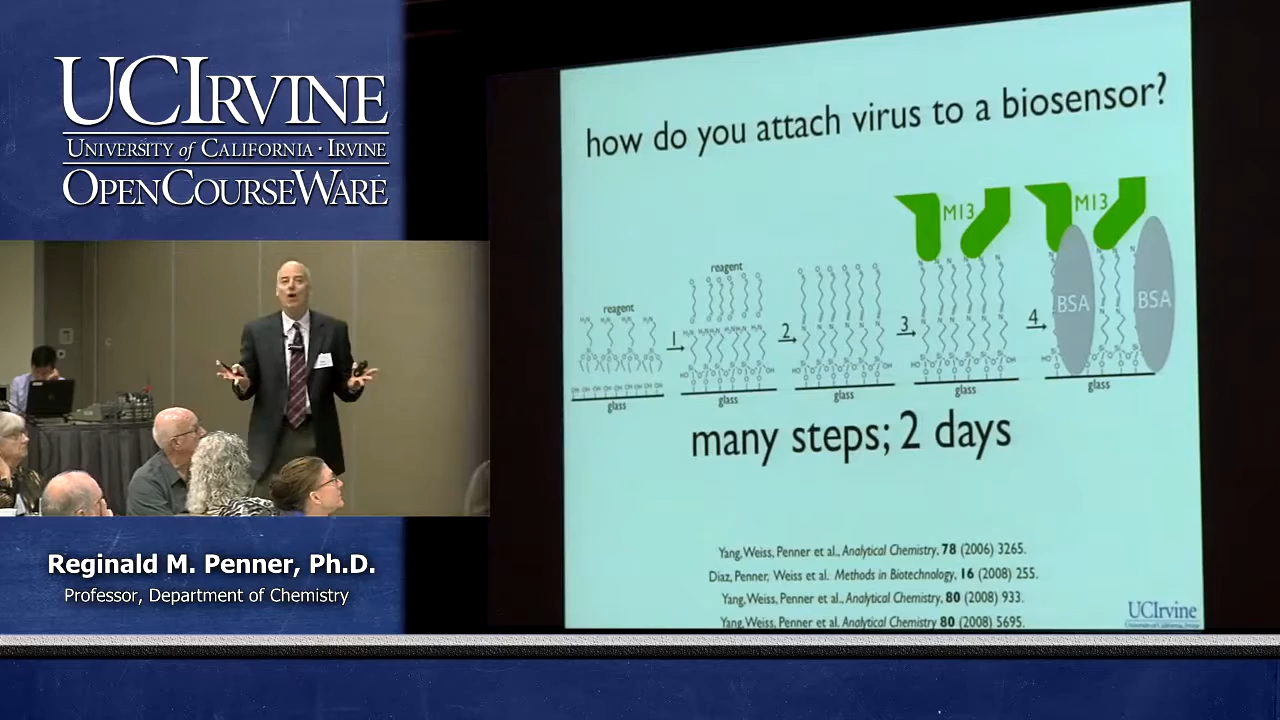 UCIRVINE
UNIVERSITY of CALIFORNIA · IRVINE
OPENCOURSEWARE
Reginald M. Penner, Ph.D.
Professor, Department of Chemistry
how do you attach virus to a biosensor?
reagent
reagent
M13
M13
BSA
BSA
1
2
3
4
glass
glass
glass
glass
glass
many steps; 2 days
Yang, Weiss, Penner et al., Analytical Chemistry, 78 (2006) 3265.
Diaz, Penner, Weiss et al. Methods in Biotechnology, 16 (2008) 255.
Yang, Weiss, Penner et al., Analytical Chemistry, 80 (2008) 933.
Yang, Weiss, Penner et al. Analytical Chemistry 80 (2008) 5695.
UCIrvine